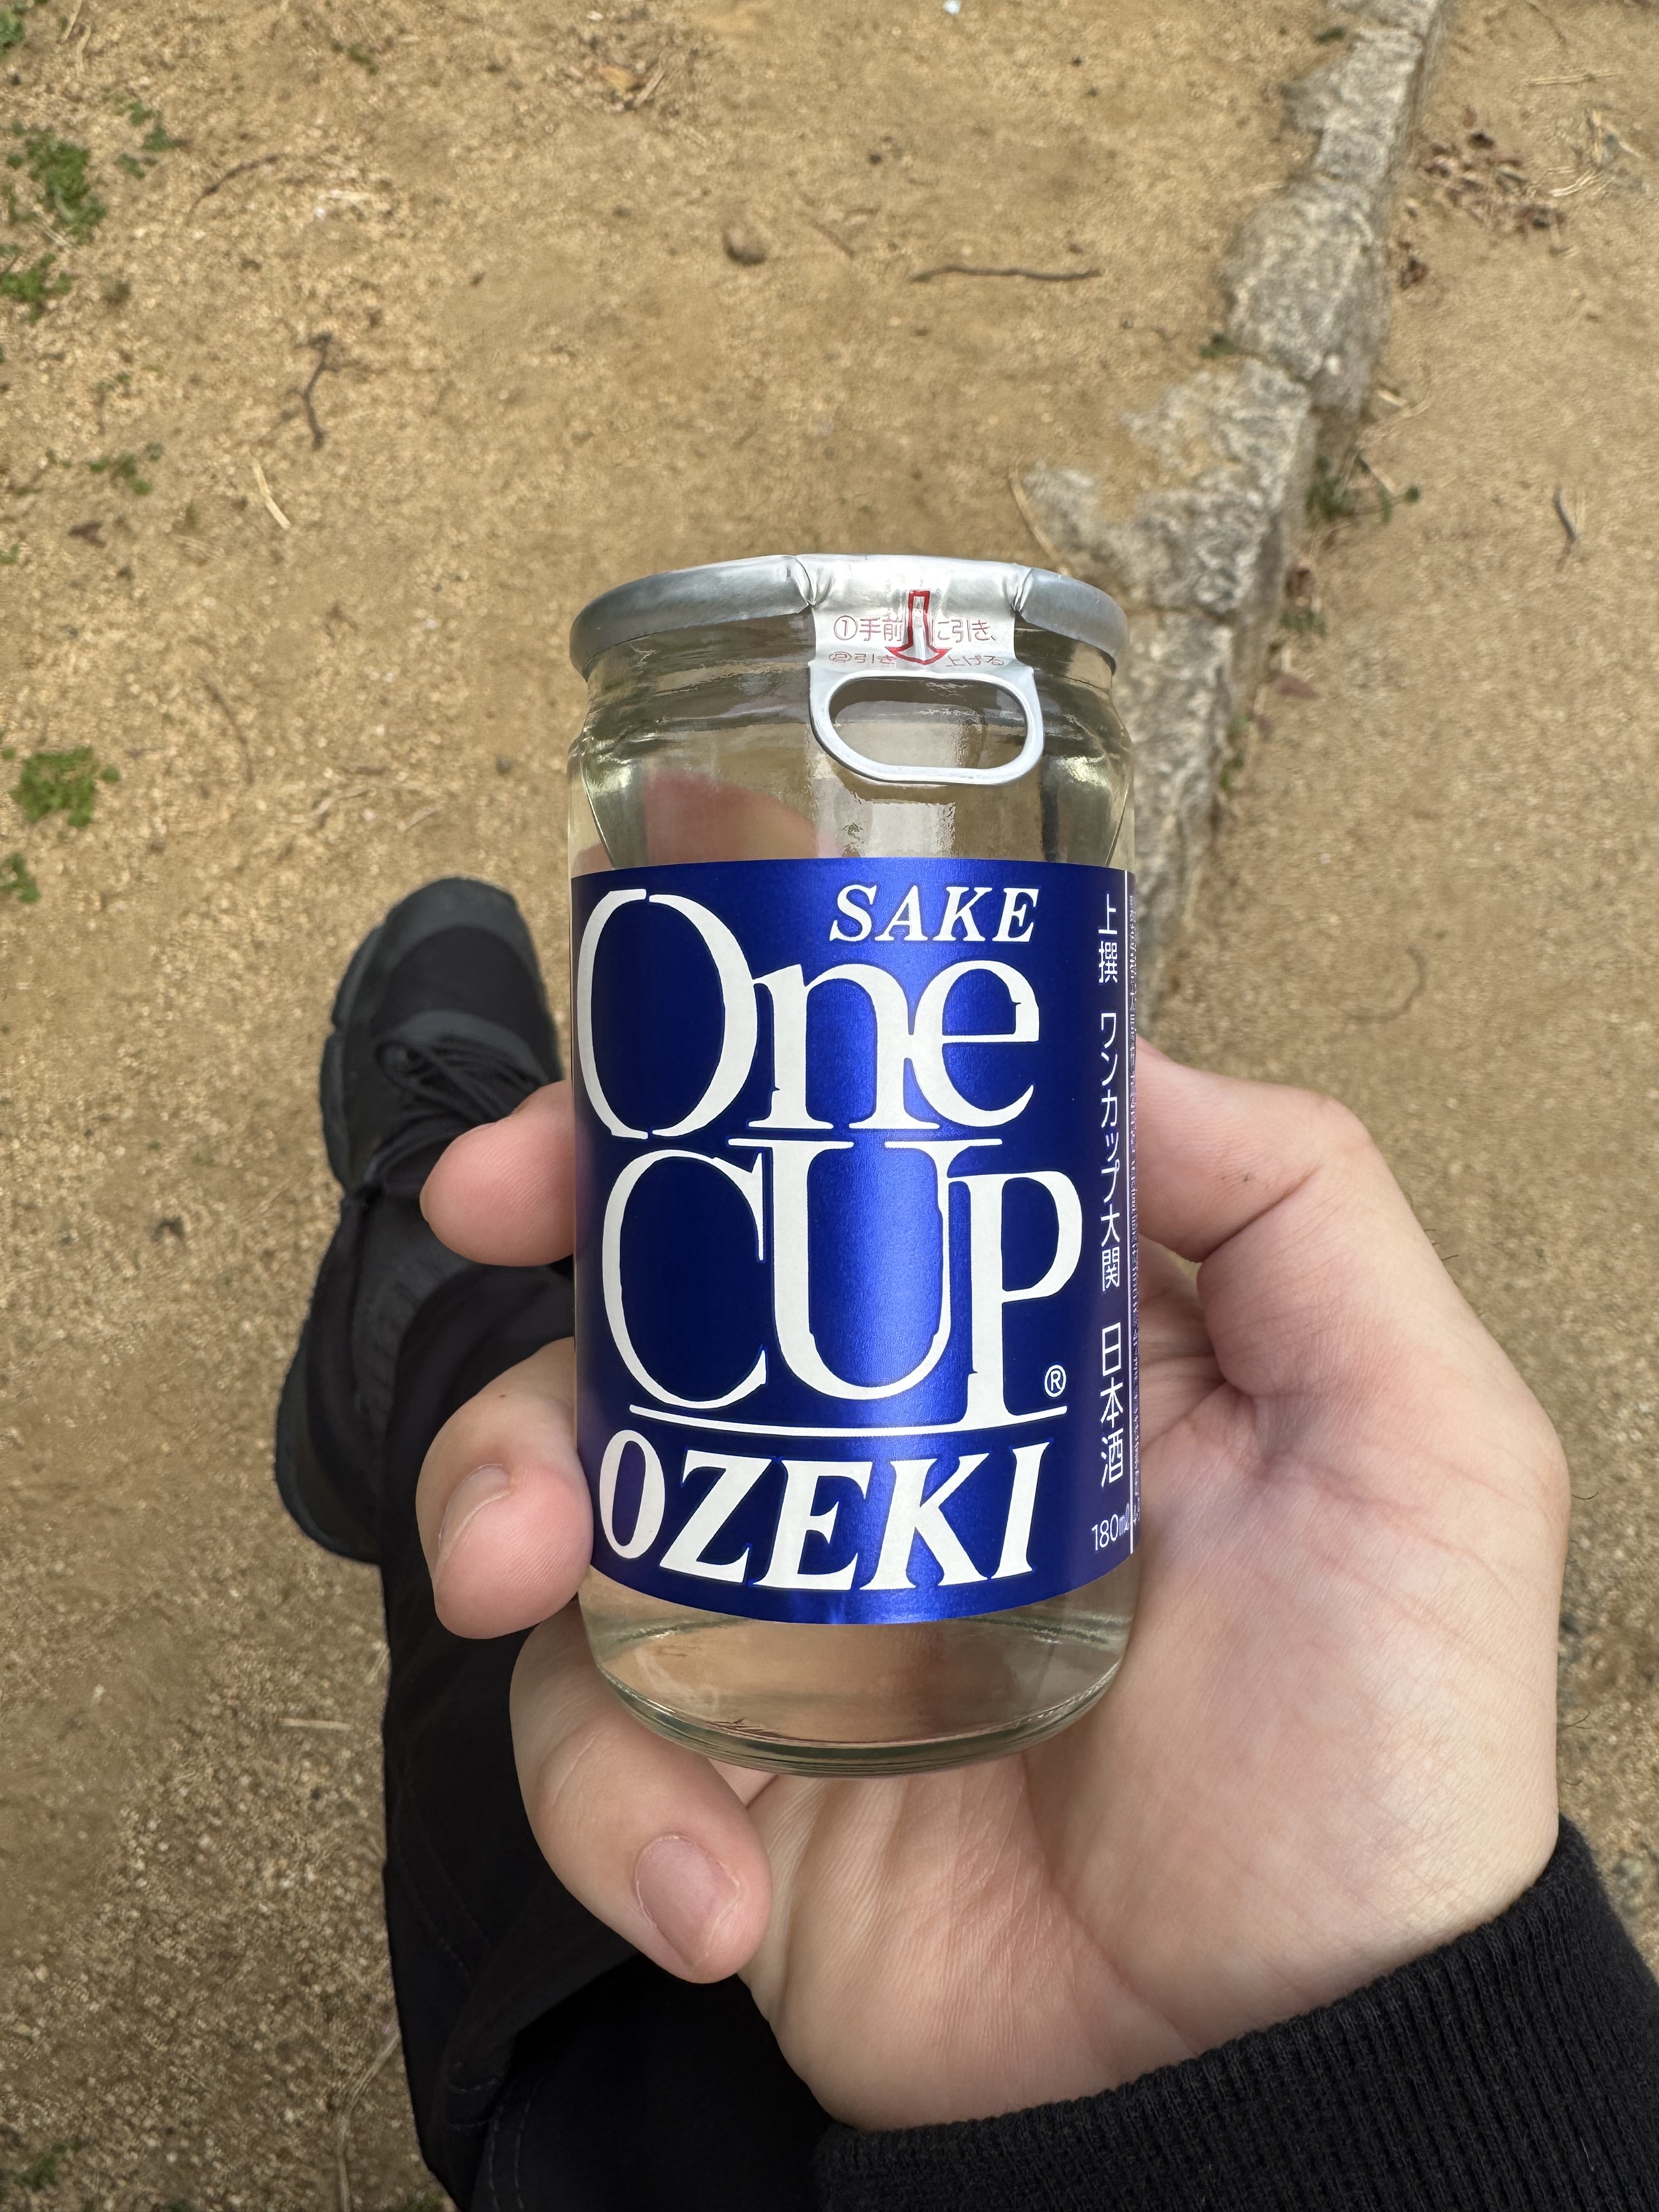 ①手前に引き、
②引き上げる
SAKE
One
CUP®
OZEKI
上撰 ワンカップ大関 日本酒
180ml